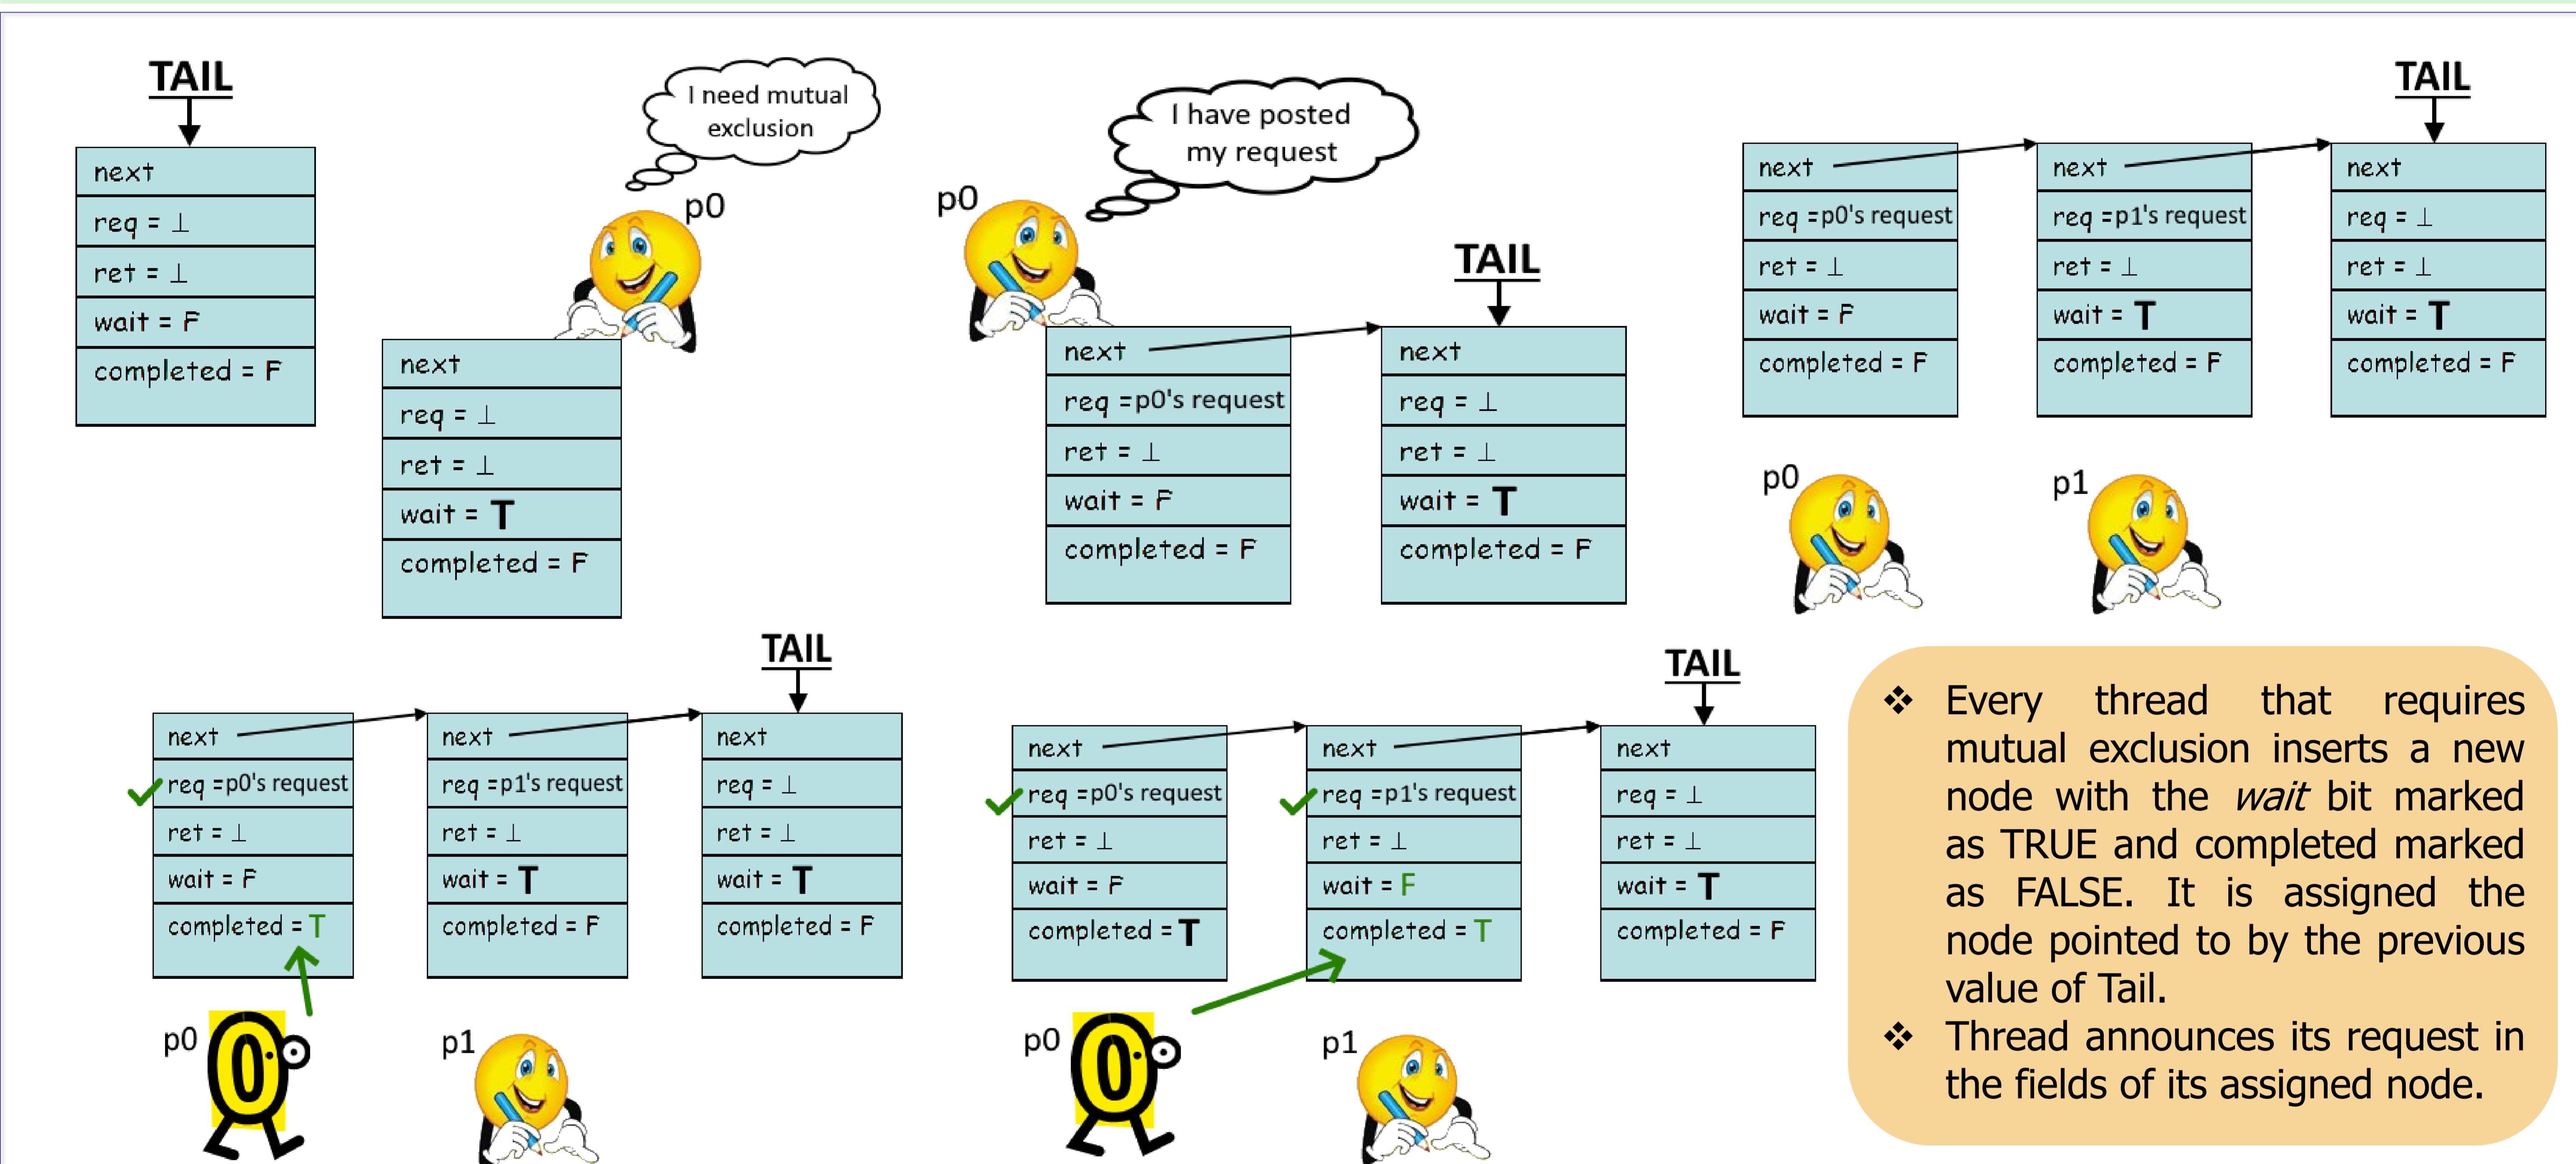 TAIL
next
req = ⊥
ret = ⊥
wait = F
completed = F
I need mutual
exclusion
p0
next
req = ⊥
ret = ⊥
wait = T
completed = F
I have posted
my request
p0
next
req =p0's request
ret = ⊥
wait = F
completed = F
TAIL
next
req = ⊥
ret = ⊥
wait = T
completed = F
next
req =p0's request
ret = ⊥
wait = F
completed = F
next
req =p1's request
ret = ⊥
wait = T
completed = F
TAIL
next
req = ⊥
ret = ⊥
wait = T
completed = F
p0
p1
next
req =p0's request
ret = ⊥
wait = F
completed = T
next
req =p1's request
ret = ⊥
wait = T
completed = F
TAIL
next
req = ⊥
ret = ⊥
wait = T
completed = F
p0
0
p1
next
req =p0's request
ret = ⊥
wait = F
completed = T
next
req =p1's request
ret = ⊥
wait = F
completed = T
TAIL
next
req = ⊥
ret = ⊥
wait = T
completed = F
p0
0
p1
❖ Every thread that requires
mutual exclusion inserts a new
node with the wait bit marked
as TRUE and completed marked
as FALSE. It is assigned the
node pointed to by the previous
value of Tail.
❖ Thread announces its request in
the fields of its assigned node.